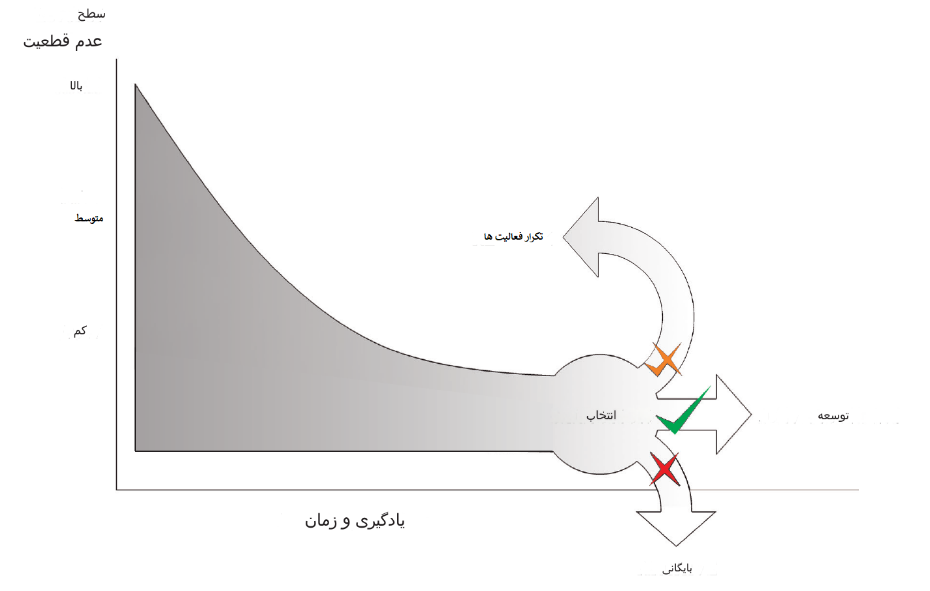 سطح
عدم قطعیت
بالا
متوسط
تکرار فعالیت ها
کم
انتخاب
توسعه
یادگیری و زمان
بایگانی